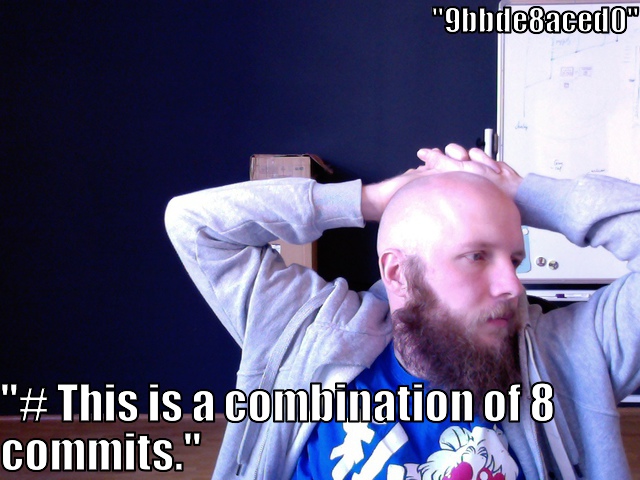 "9bbde8aced0"
"# This is a combination of 8
commits."